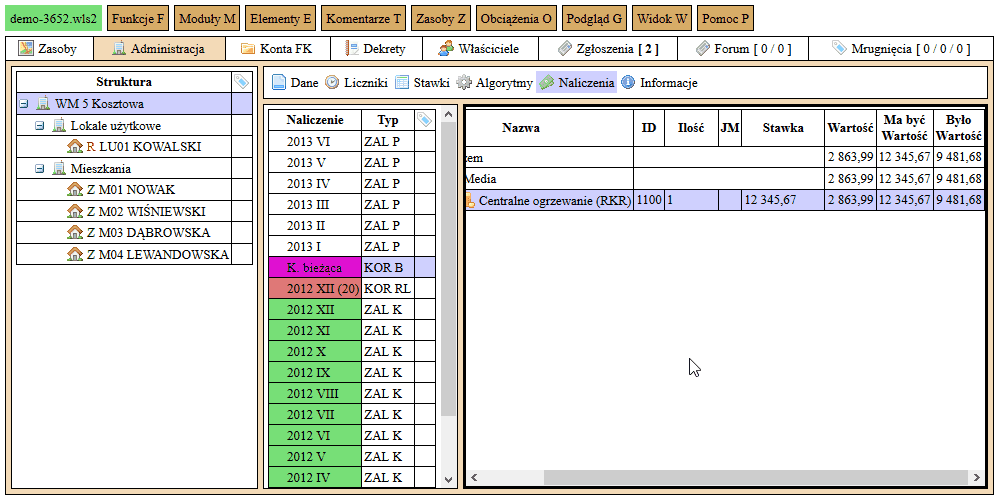 demo-3652.wls2 Funkcje F Moduły M Elementy E Komentarze T Zasoby Z Obciążenia O Podgląd G Widok W Pomoc P
Zasoby Administracja Konta FK Dekrety Właściciele Zgłoszenia [ 2 ] Forum [ 0 / 0 ] Mrugnięcia [ 0 / 0 / 0 ]
Struktura
WM 5 Kosztowa
Lokale użytkowe
R LU01 KOWALSKI
Mieszkania
Z M01 NOWAK
Z M02 WIŚNIEWSKI
Z M03 DĄBROWSKA
Z M04 LEWANDOWSKA
Dane Liczniki Stawki Algorytmy Naliczenia Informacje
Naliczenie Typ
2013 VI ZAL P
2013 V ZAL P
2013 IV ZAL P
2013 III ZAL P
2013 II ZAL P
2013 I ZAL P
K. bieżąca KOR B
2012 XII (20) KOR RL
2012 XII ZAL K
2012 XI ZAL K
2012 X ZAL K
2012 IX ZAL K
2012 VIII ZAL K
2012 VII ZAL K
2012 VI ZAL K
2012 V ZAL K
2012 IV ZAL K
Nazwa ID Ilość JM Stawka Wartość Ma być Wartość Było Wartość
zem 2 863,99 12 345,67 9 481,68
Media 2 863,99 12 345,67 9 481,68
Centralne ogrzewanie (RKR) 1100 1 12 345,67 2 863,99 12 345,67 9 481,68